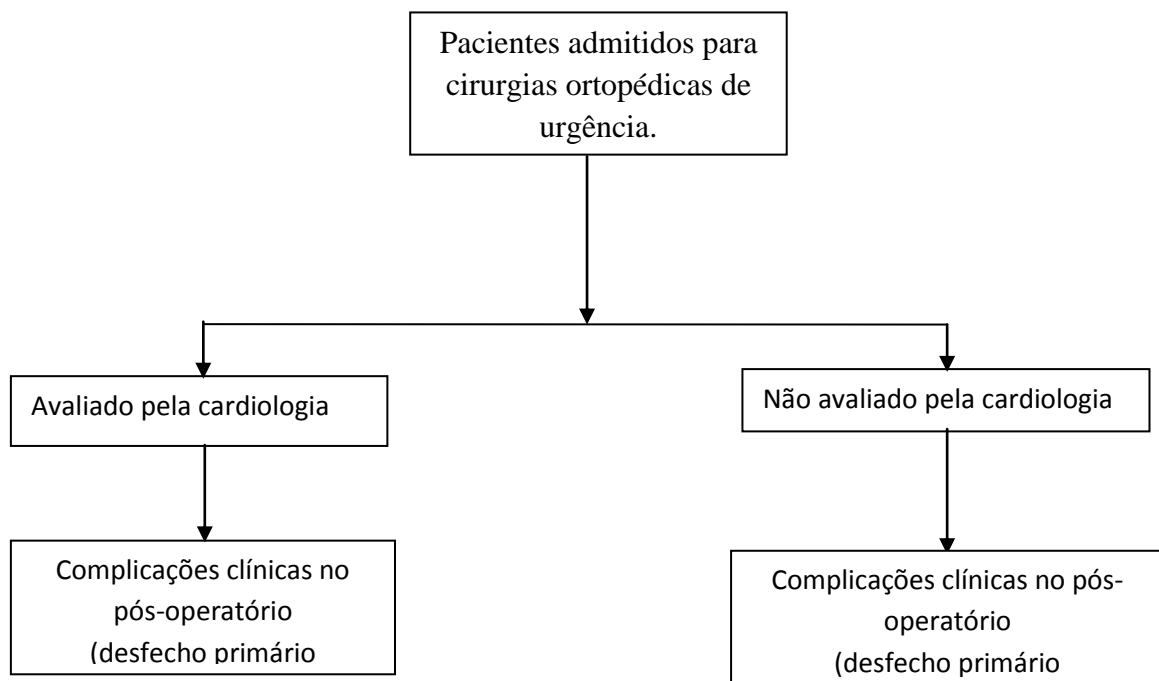 Pacientes admitidos para
cirurgias ortopédicas de
urgência.
Avaliado pela cardiologia
Não avaliado pela cardiologia
Complicações clínicas no
pós-operatório
(desfecho primário
Complicações clínicas no pós-
operatório
(desfecho primário